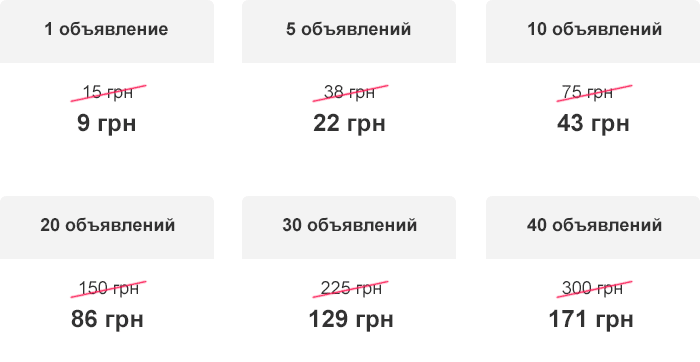 1 объявление
5 объявлений
10 объявлений
15 грн
38 грн
75 грн
9 грн
22 грн
43 грн
20 объявлений
30 объявлений
40 объявлений
150 грн
225 грн
300 грн
86 грн
129 грн
171 грн